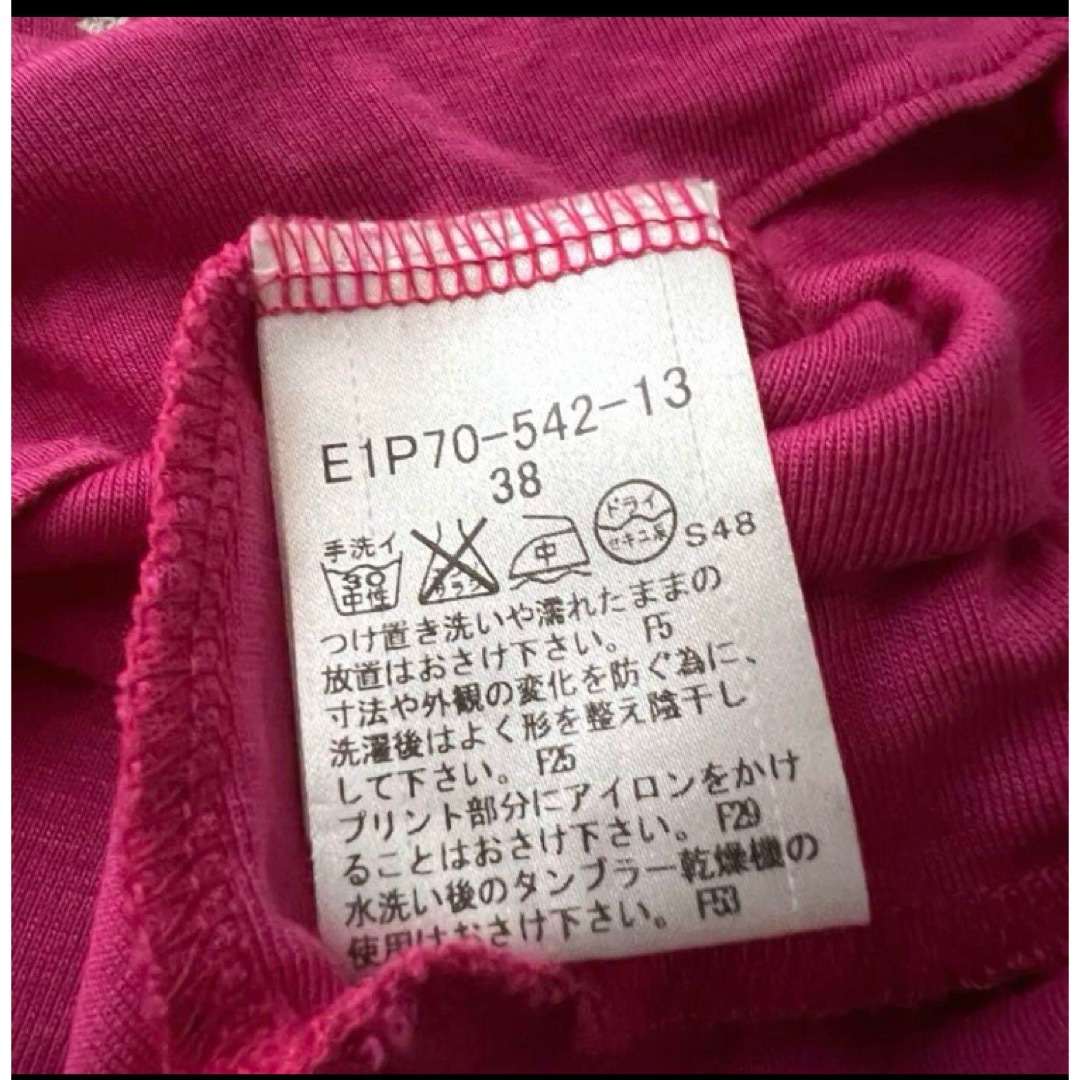 E1P70-542-13
38
手洗イ
30
中性
エンソ
サラシ
中
ドライ
セキユ系
S48
つけ置き洗いや濡れたままの
放置はおさけ下さい。 F5
寸法や外観の変化を防ぐ為に、
洗濯後はよく形を整え陰干し
して下さい。 F25
プリント部分にアイロンをかけ
ることはおさけ下さい。 F29
水洗い後のタンブラー乾燥機の
使用はおさけ下さい。 F53